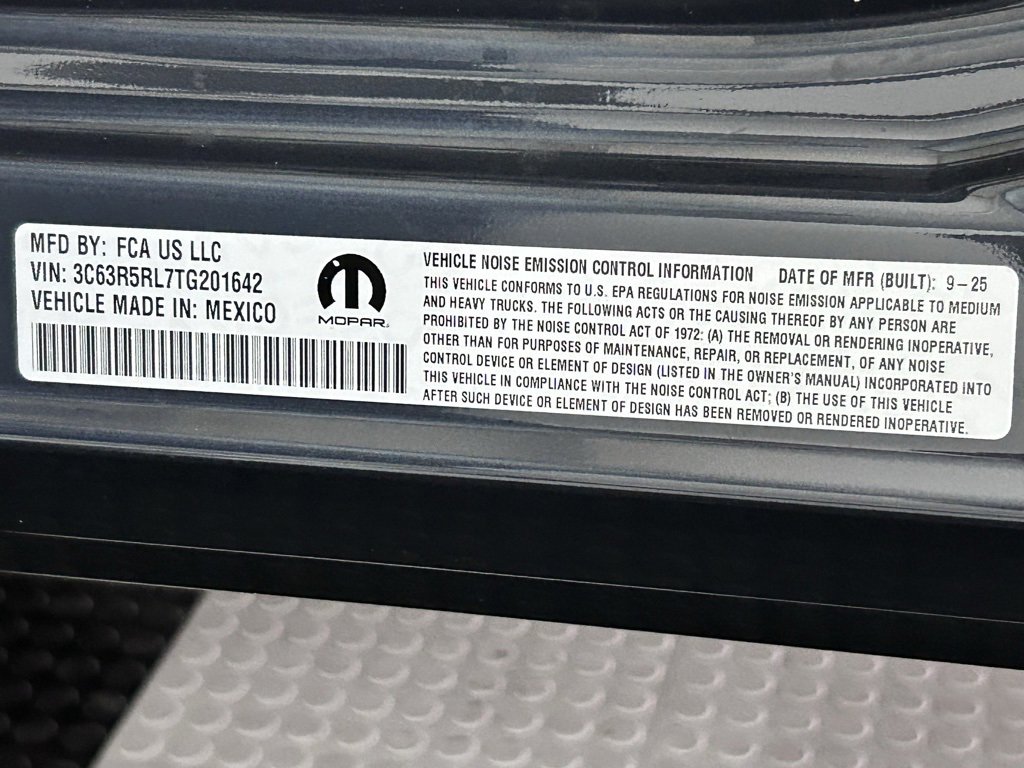 MFD BY: FCA US LLC
VIN: 3C63R5RL7TG201642
VEHICLE MADE IN: MEXICO
MOPAR®
VEHICLE NOISE EMISSION CONTROL INFORMATION DATE OF MFR (BUILT): 9-25
THIS VEHICLE CONFORMS TO U.S. EPA REGULATIONS FOR NOISE EMISSION APPLICABLE TO MEDIUM
AND HEAVY TRUCKS. THE FOLLOWING ACTS OR THE CAUSING THEREOF BY ANY PERSON ARE
PROHIBITED BY THE NOISE CONTROL ACT OF 1972: (A) THE REMOVAL OR RENDERING INOPERATIVE,
OTHER THAN FOR PURPOSES OF MAINTENANCE, REPAIR, OR REPLACEMENT, OF ANY NOISE
CONTROL DEVICE OR ELEMENT OF DESIGN (LISTED IN THE OWNER'S MANUAL) INCORPORATED INTO
THIS VEHICLE IN COMPLIANCE WITH THE NOISE CONTROL ACT; (B) THE USE OF THIS VEHICLE
AFTER SUCH DEVICE OR ELEMENT OF DESIGN HAS BEEN REMOVED OR RENDERED INOPERATIVE.